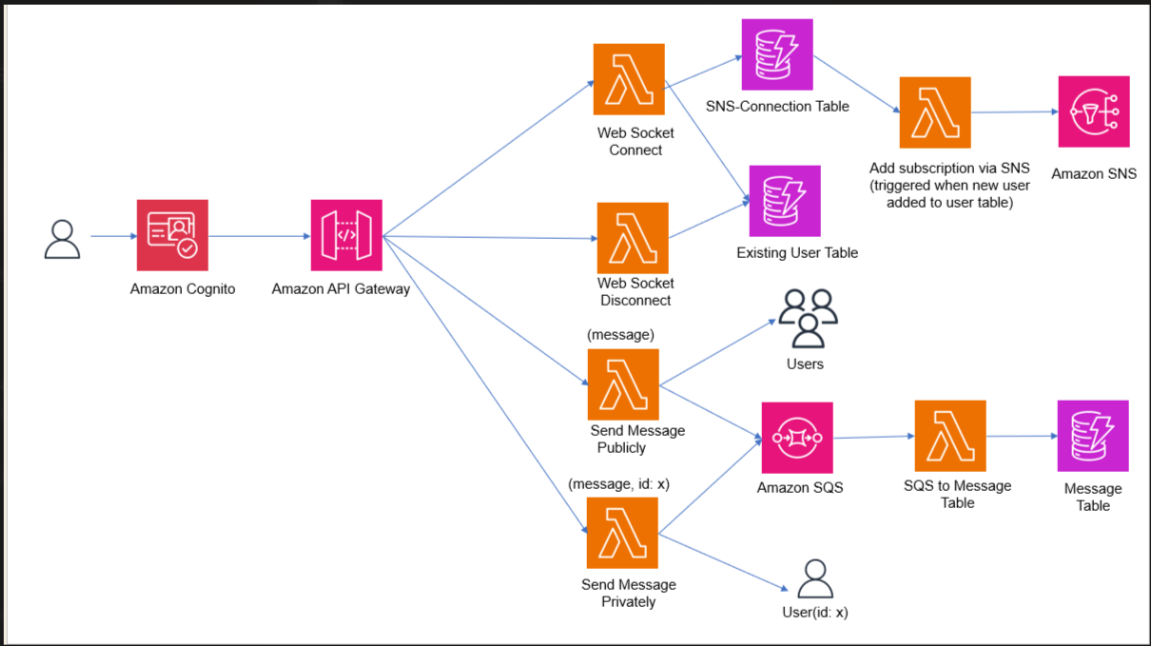 SNS-Connection Table
Web Socket
Connect
Add subscription via SNS
(triggered when new user
added to user table)
Amazon SNS
Existing User Table
Amazon Cognito
Amazon API Gateway
Web Socket
Disconnect
(message)
Users
Send Message
Publicly
(message, id: x)
Amazon SQS
SQS to Message
Table
Message
Table
Send Message
Privately
User(id: x)